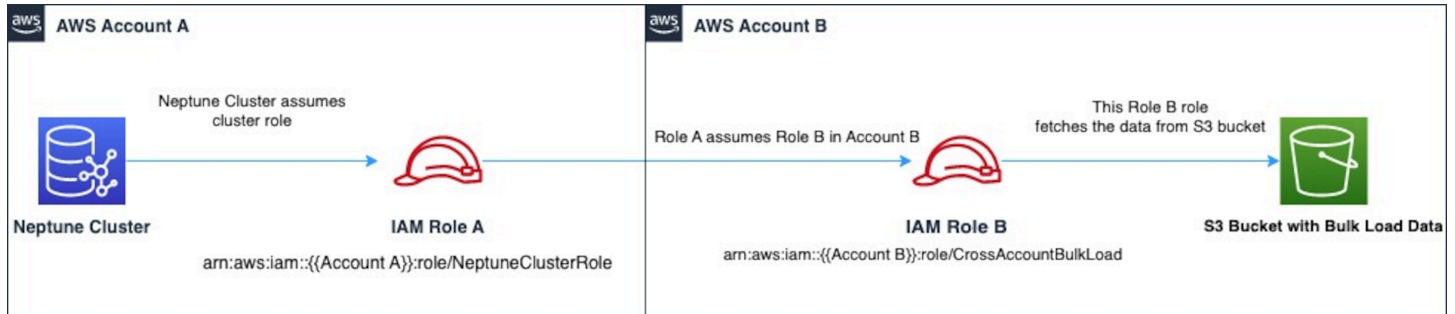 aws
AWS Account A
aws
AWS Account B
Neptune Cluster assumes
cluster role
Role A assumes Role B in Account B
This Role B role
fetches the data from S3 bucket
Neptune Cluster
IAM Role A
IAM Role B
S3 Bucket with Bulk Load Data
arn:aws:iam::{{Account A}}:role/NeptuneClusterRole
arn:aws:iam::{{Account B}}:role/CrossAccountBulkLoad